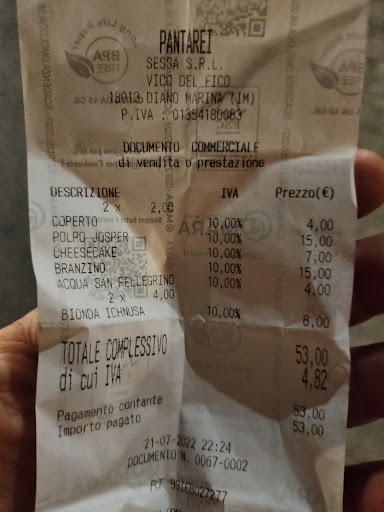 PANTAREI
SESSA S.R.L.
VICO DEL FICO
18013 DIANO MARINA (IM)
P.IVA : 01354180083
DOCUMENTO COMMERCIALE
di vendita o prestazione
DESCRIZIONE IVA Prezzo(€)
2 x 2,00
COPERTO 10,00% 4,00
POLPO JOSPER 10,00% 15,00
CHEESECAKE 10,00% 7,00
BRANZINO 10,00% 15,00
ACQUA SAN PELLEGRINO 10,00% 4,00
2 x 4,00
BIONDA ICHNUSA 10,00% 8,00
TOTALE COMPLESSIVO 53,00
di cui IVA 4,82
Pagamento contante 53,00
Importo pagato 53,00
21-07-2022 22:24
DOCUMENTO N. 0067-0002
RT 99IEB027277